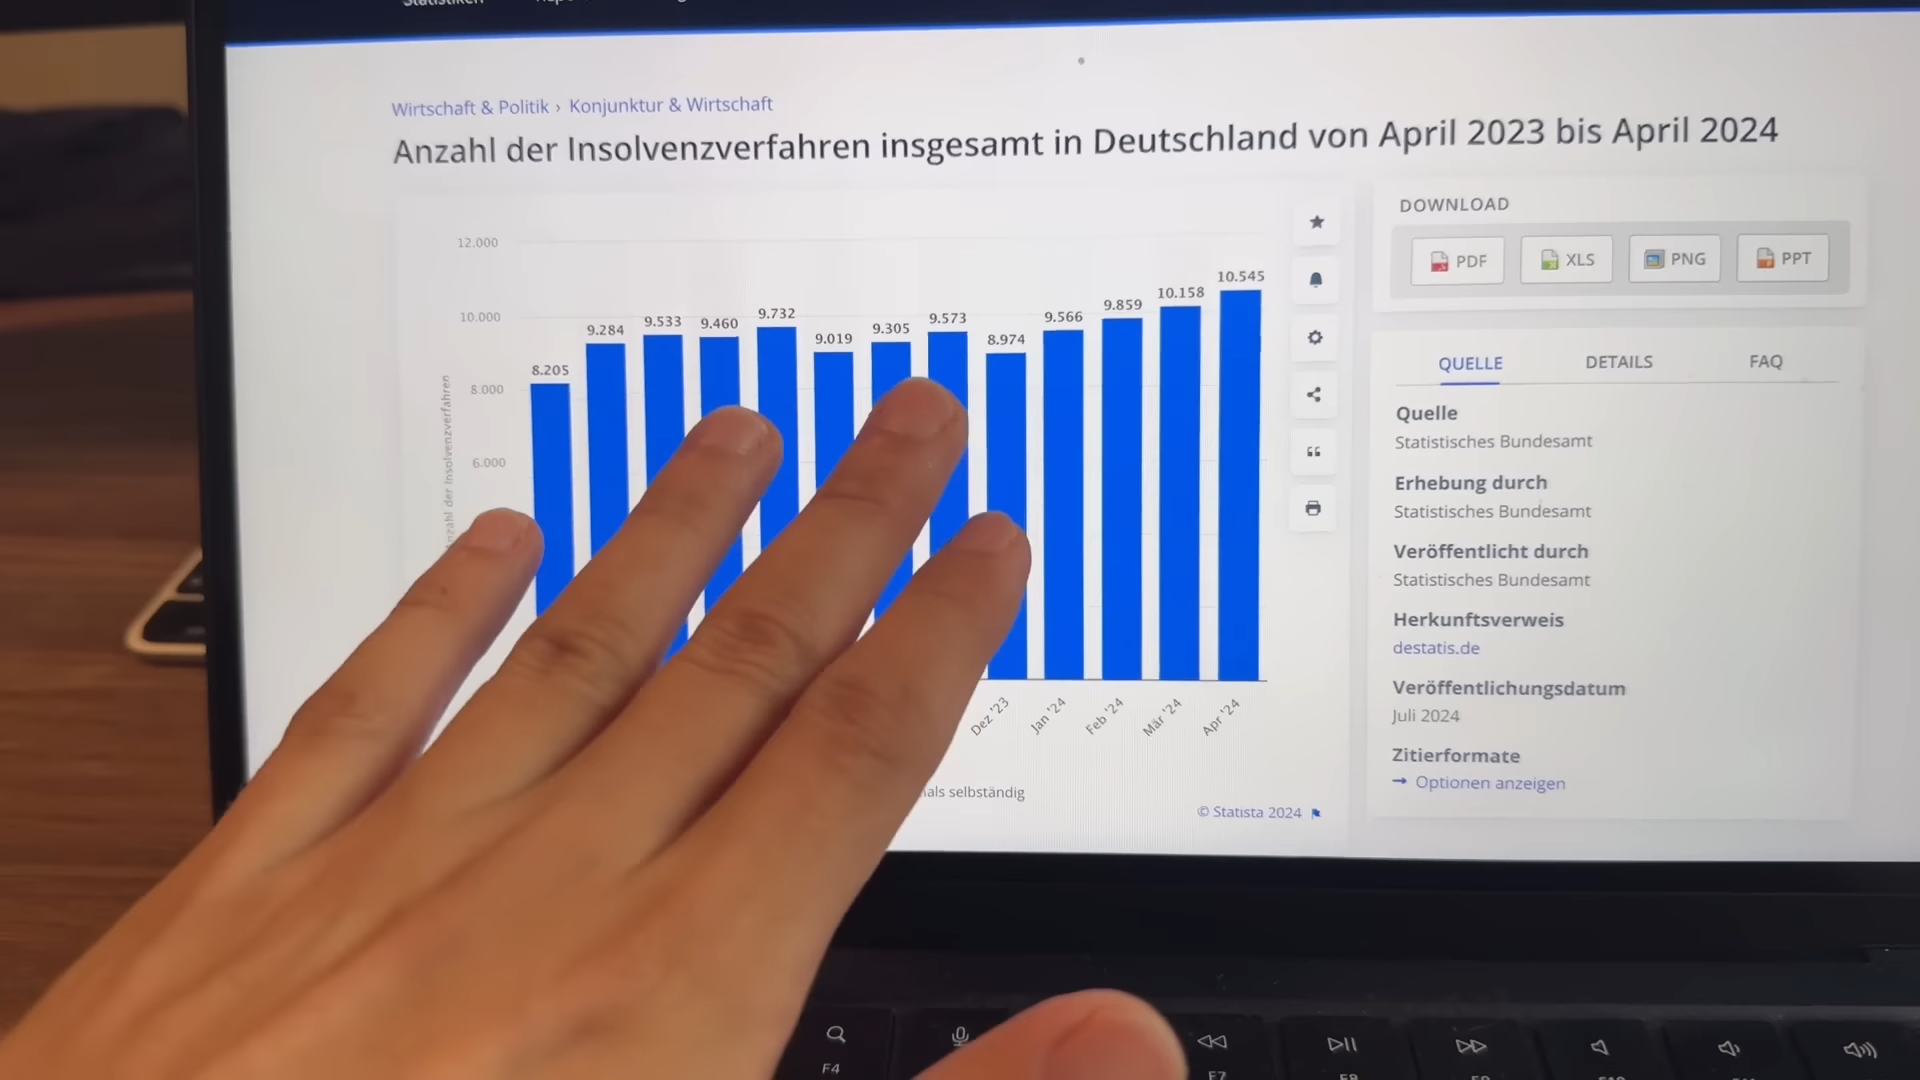 Statistiken
Wirtschaft & Politik › Konjunktur & Wirtschaft
Anzahl der Insolvenzverfahren insgesamt in Deutschland von April 2023 bis April 2024
12.000
10.000
8.000
6.000
der Insolvenzverfahren
8.205
9.284
9.533
9.460
9.732
9.019
9.305
9.573
8.974
9.566
9.859
10.158
10.545
Dez '23
Jan '24
Feb '24
Mär '24
Apr '24
selbständig
© Statista 2024
DOWNLOAD
PDF XLS PNG PPT
QUELLE DETAILS FAQ
Quelle
Statistisches Bundesamt
Erhebung durch
Statistisches Bundesamt
Veröffentlicht durch
Statistisches Bundesamt
Herkunftsverweis
destatis.de
Veröffentlichungsdatum
Juli 2024
Zitierformate
→ Optionen anzeigen
F4
F7